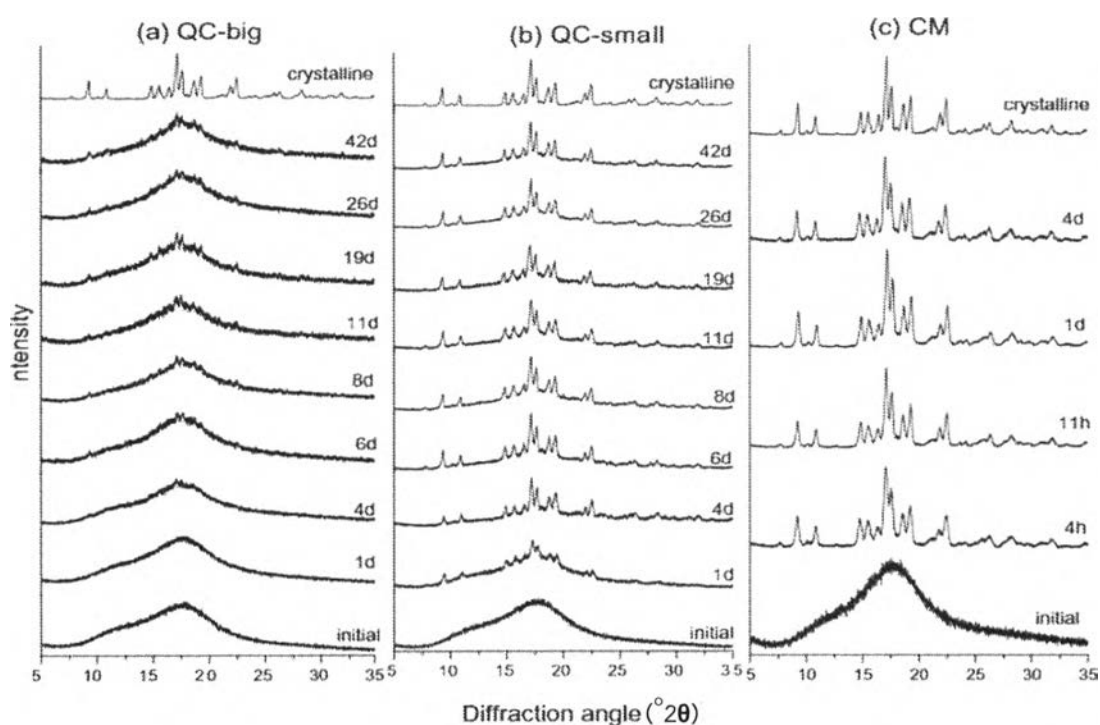 (a) QC-big
(b) QC-small
(c) CM
crystalline
42d
26d
19d
11d
8d
6d
4d
1d
initial
crystalline
42d
26d
19d
11d
8d
6d
4d
1d
initial
crystalline
4d
1d
11h
4h
initial
ntensity
5 10 15 20 25 30 35
5 10 15 20 25 30 35
5 10 15 20 25 30 35
Diffraction angle (°2θ)